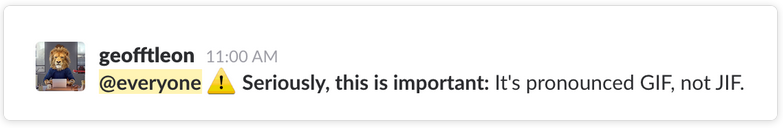 geofftleon 11:00 AM
@everyone ⚠️ Seriously, this is important: It's pronounced GIF, not JIF.